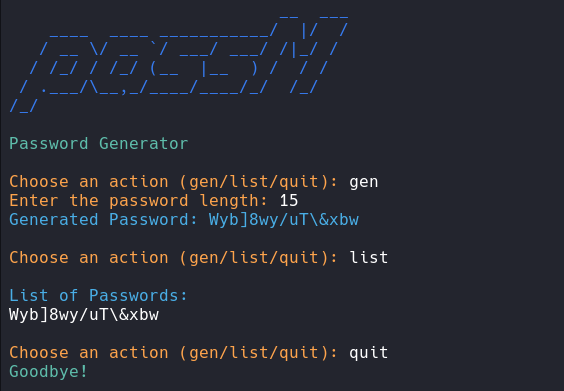 passM
Password Generator
Choose an action (gen/list/quit): gen
Enter the password length: 15
Generated Password: Wyb]8wy/uT\&xbw
Choose an action (gen/list/quit): list
List of Passwords:
Wyb]8wy/uT\&xbw
Choose an action (gen/list/quit): quit
Goodbye!